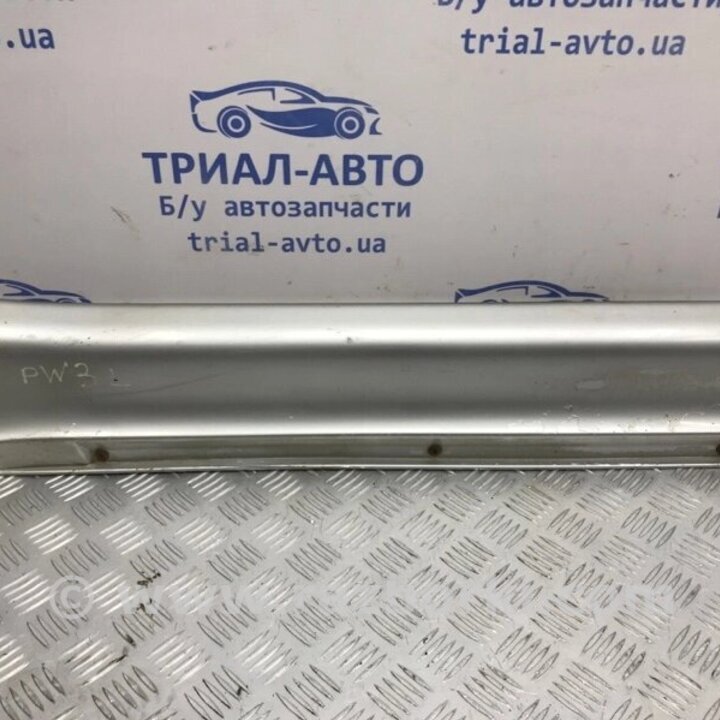 .ua
Б/у автозапчасти
trial-avto.ua
ТРИАЛ-АВТО
Б/у автозапчасти
trial-avto.ua
PW3 L